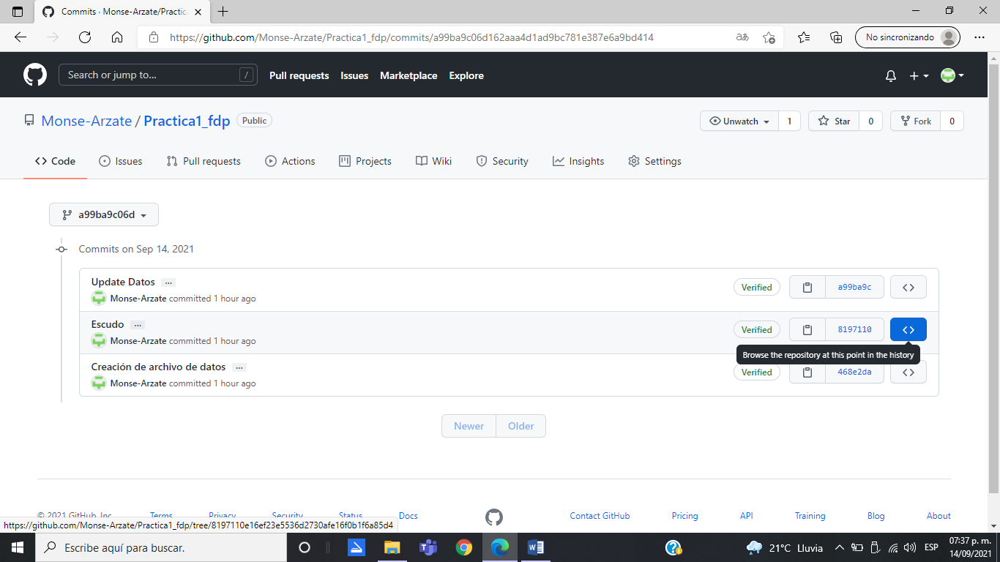 Commits · Monse-Arzate/Practic
https://github.com/Monse-Arzate/Practica1_fdp/commits/a99ba9c06d162aaa4d1ad9bc781e387e6a9bd414
No sincronizando
Search or jump to...
/
Pull requests Issues Marketplace Explore
Monse-Arzate / Practica1_fdp Public
Unwatch 1 Star 0 Fork 0
Code Issues Pull requests Actions Projects Wiki Security Insights Settings
a99ba9c06d
Commits on Sep 14, 2021
Update Datos ...
Monse-Arzate committed 1 hour ago
Verified a99ba9c
Escudo ...
Monse-Arzate committed 1 hour ago
Verified 8197110
Browse the repository at this point in the history
Creación de archivo de datos ...
Monse-Arzate committed 1 hour ago
Verified 468e2da
Newer Older
© 2021 GitHub, Inc. Terms Privacy Security Status Docs Contact GitHub Pricing API Training Blog About
https://github.com/Monse-Arzate/Practica1_fdp/tree/8197110e16ef23e5536d2730afe16f0b1f6a85d4
Escribe aquí para buscar.
21°C Lluvia
ESP
07:37 p. m.
14/09/2021